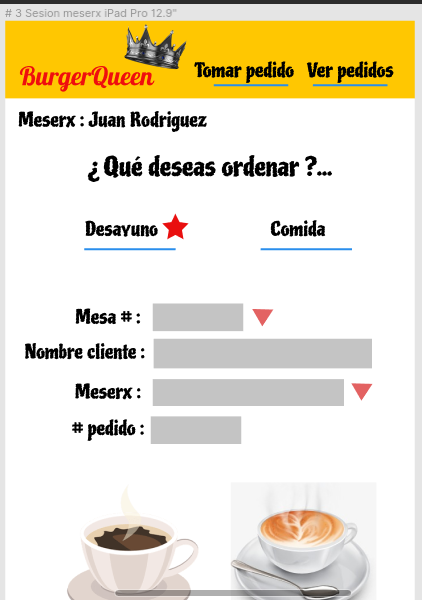 # 3 Sesion meserx iPad Pro 12.9"
BurgerQueen
Tomar pedido Ver pedidos
Meserx : Juan Rodriguez
¿ Qué deseas ordenar ?...
Desayuno Comida
Mesa # :
Nombre cliente :
Meserx :
# pedido :